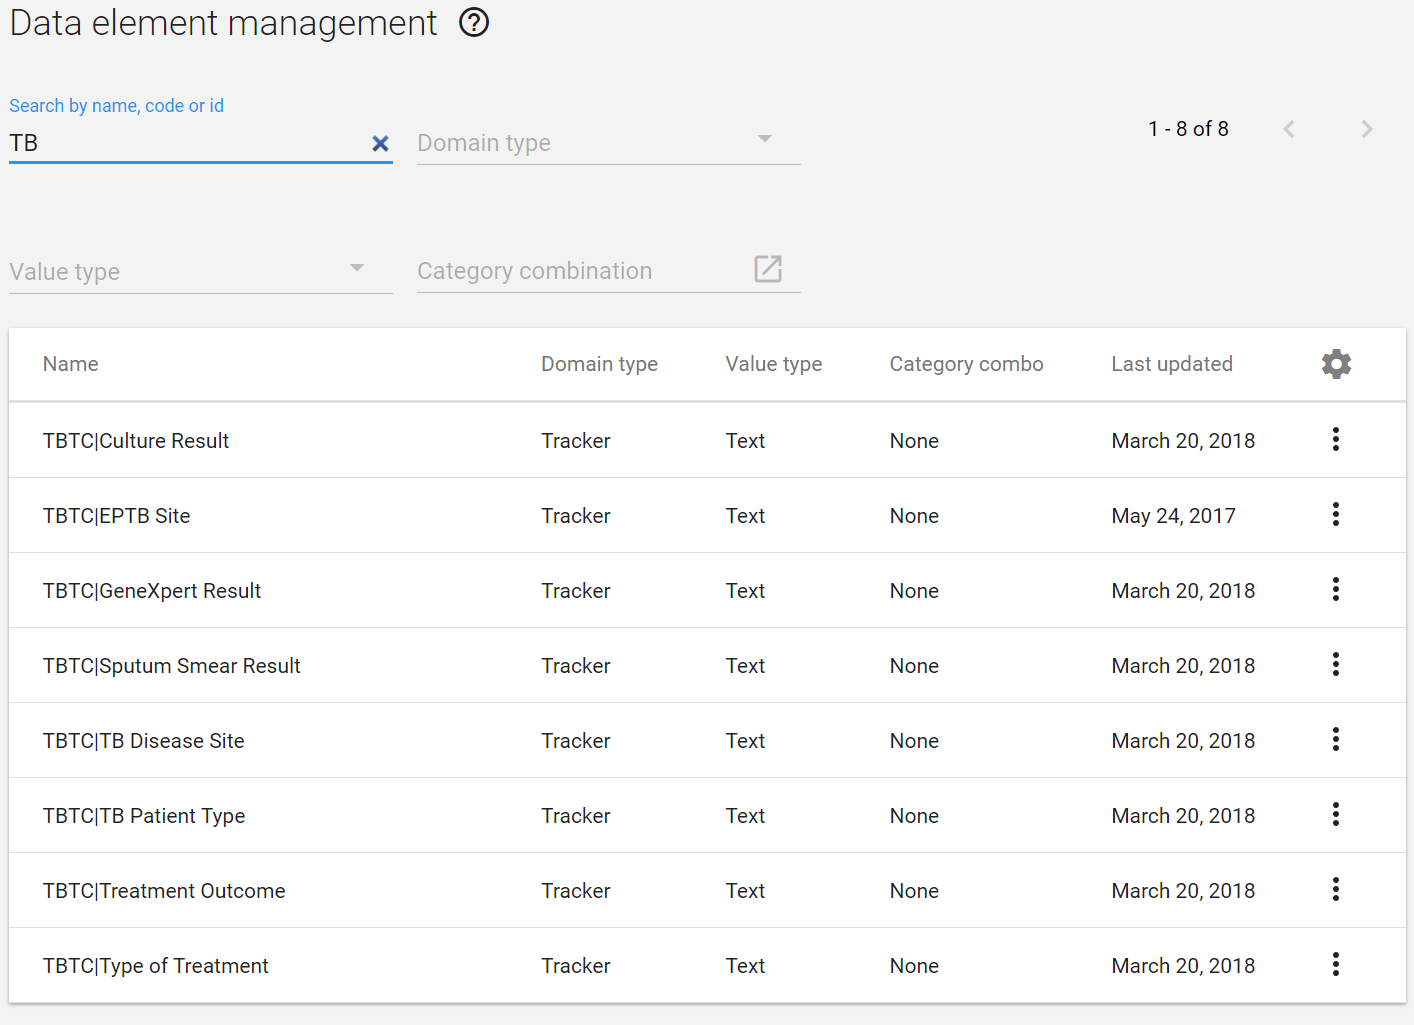 Data element management ?
Search by name, code or id
TB
Domain type
1 - 8 of 8
Value type
Category combination
Name Domain type Value type Category combo Last updated
TBTC|Culture Result Tracker Text None March 20, 2018
TBTC|EPTB Site Tracker Text None May 24, 2017
TBTC|GeneXpert Result Tracker Text None March 20, 2018
TBTC|Sputum Smear Result Tracker Text None March 20, 2018
TBTC|TB Disease Site Tracker Text None March 20, 2018
TBTC|TB Patient Type Tracker Text None March 20, 2018
TBTC|Treatment Outcome Tracker Text None March 20, 2018
TBTC|Type of Treatment Tracker Text None March 20, 2018